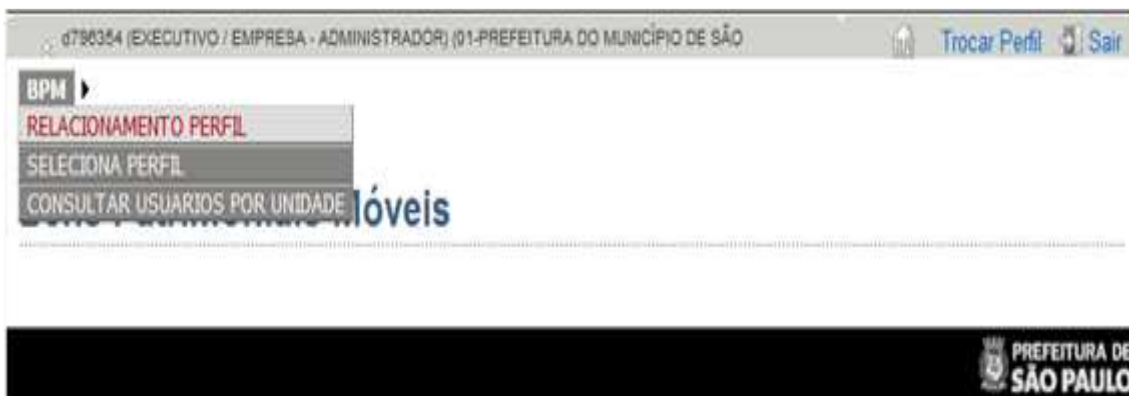 d796354 (EXECUTIVO / EMPRESA - ADMINISTRADOR) (01-PREFEITURA DO MUNICÍPIO DE SÃO
Trocar Perfil Sair
BPM
RELACIONAMENTO PERFIL
SELECIONA PERFIL
CONSULTAR USUARIOS POR UNIDADE
Móveis
PREFEITURA DE
SÃO PAULO